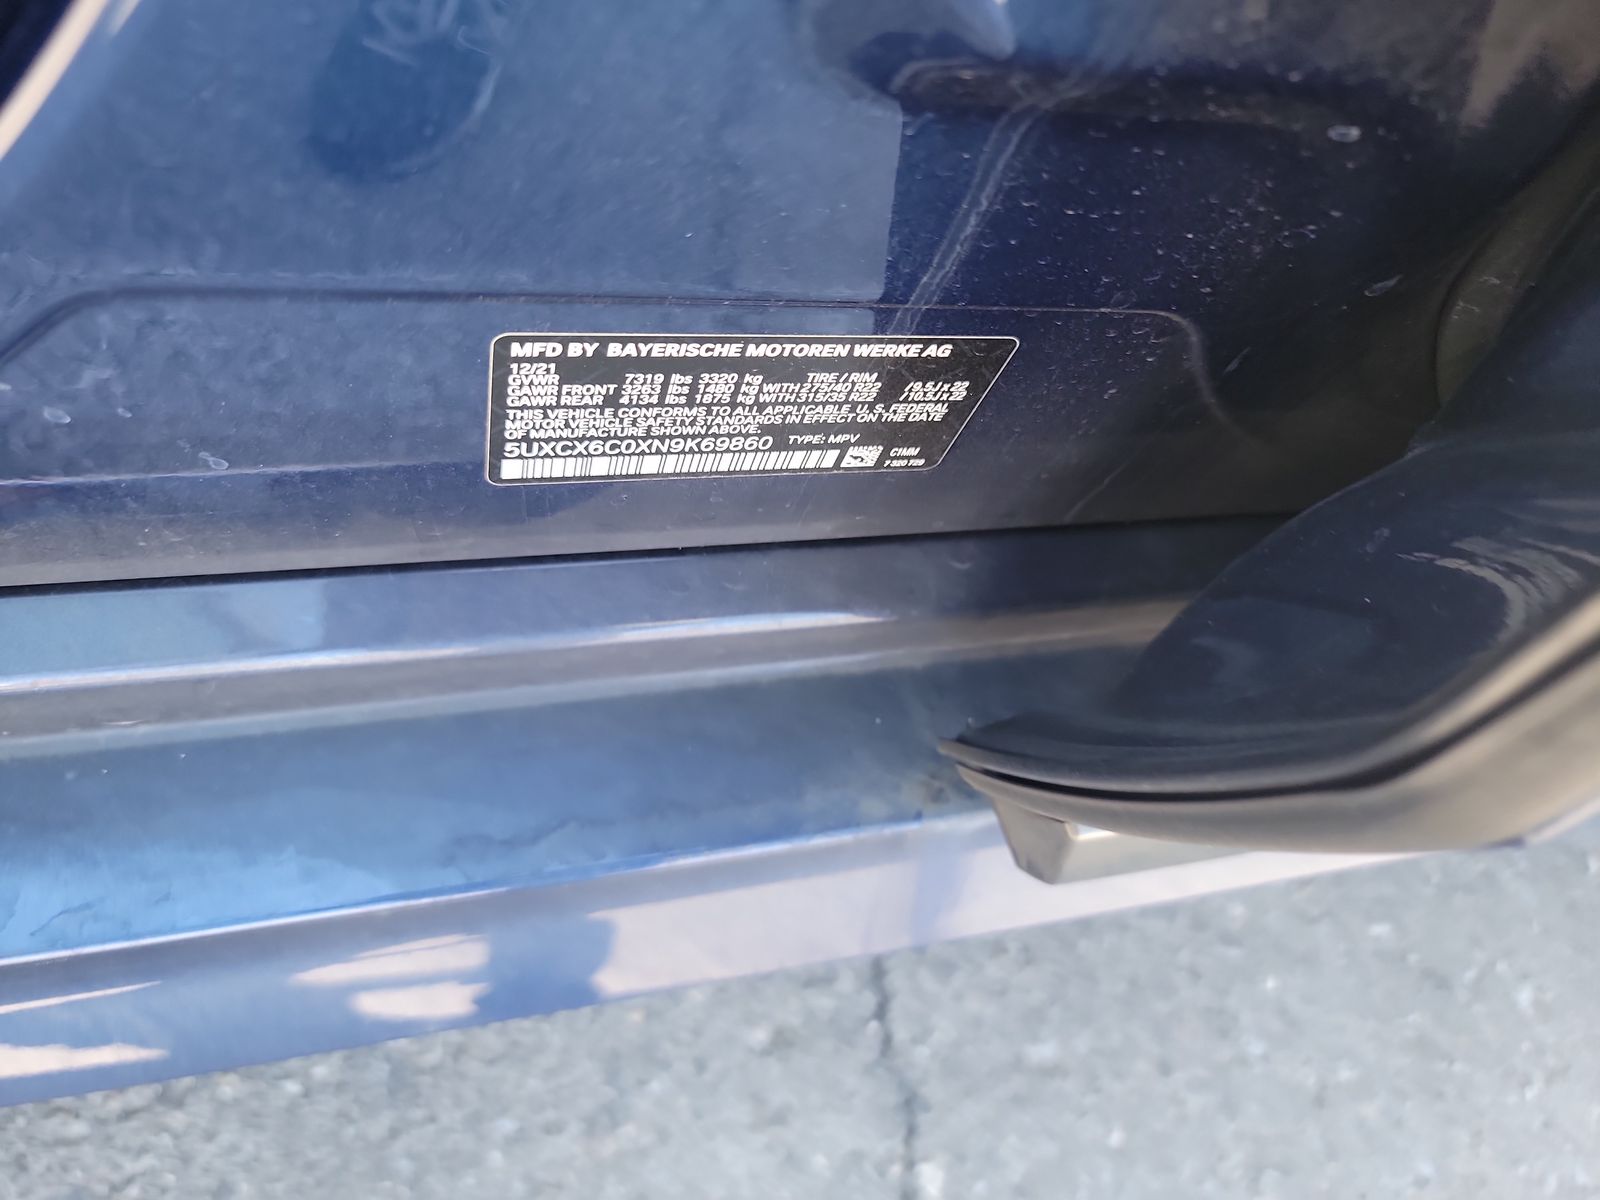 MFD BY BAYERISCHE MOTOREN WERKE AG
12/21
GVWR 7319 lbs 3320 kg TIRE / RIM
GAWR FRONT 3263 lbs 1480 kg WITH 275/40 R22 / 9.5J x 22
GAWR REAR 4134 lbs 1875 kg WITH 315/35 R22 / 10.5J x 22
THIS VEHICLE CONFORMS TO ALL APPLICABLE U. S. FEDERAL
MOTOR VEHICLE SAFETY STANDARDS IN EFFECT ON THE DATE
OF MANUFACTURE SHOWN ABOVE.
5UXCX6C0XN9K69860 TYPE: MPV
C1MM
7 320 729